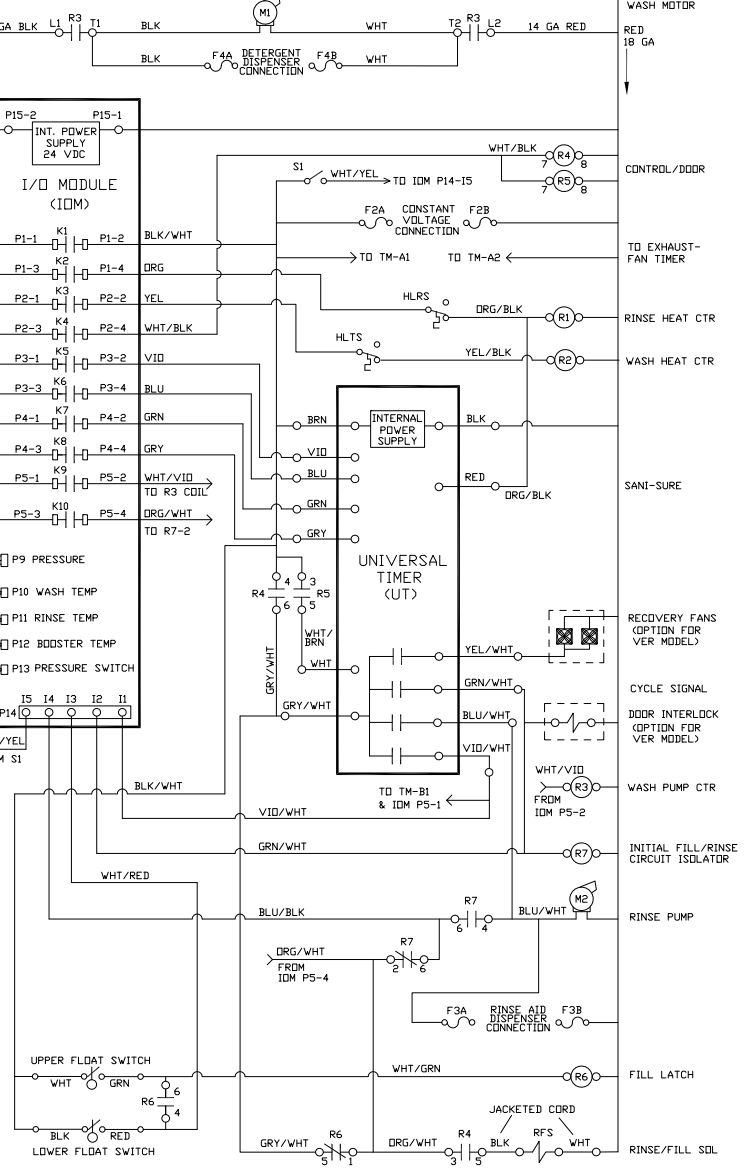 WASH MOTOR
GA BLK L1 R3 T1 BLK M1 WHT T2 R3 L2 14 GA RED RED
18 GA
BLK F4A DETERGENT F4B WHT
DISPENSER
CONNECTION
P15-2 P15-1
INT. POWER
SUPPLY
24 VDC
I/O MODULE
(IOM)
WHT/BLK R4
7 8
R5
7 8
CONTROL/DOOR
S1 WHT/YEL TO IOM P14-I5
F2A CONSTANT F2B
VOLTAGE
CONNECTION
K1
P1-1 P1-2 BLK/WHT
TO TM-A1 TO TM-A2
TO EXHAUST-
FAN TIMER
K2
P1-3 P1-4 ORG
K3
P2-1 P2-2 YEL
HLRS
ORG/BLK R1 RINSE HEAT CTR
K4
P2-3 P2-4 WHT/BLK
HLTS
YEL/BLK R2 WASH HEAT CTR
K5
P3-1 P3-2 VIO
K6
P3-3 P3-4 BLU
K7
P4-1 P4-2 GRN
BRN INTERNAL
POWER
SUPPLY
BLK
K8
P4-3 P4-4 GRY
VIO
K9
P5-1 P5-2 WHT/VIO
TO R3 COIL
BLU
RED
ORG/BLK
SANI-SURE
K10
P5-3 P5-4 ORG/WHT
TO R7-2
GRN
GRY
UNIVERSAL
TIMER
(UT)
P9 PRESSURE
P10 WASH TEMP
P11 RINSE TEMP
P12 BOOSTER TEMP
P13 PRESSURE SWITCH
4 3
R4 R5
6 5
GRY/WHT
WHT/
BRN
WHT
GRY/WHT
YEL/WHT
RECOVERY FANS
(OPTION FOR
VER MODEL)
GRN/WHT
CYCLE SIGNAL
BLU/WHT
DOOR INTERLOCK
(OPTION FOR
VER MODEL)
VIO/WHT
P14 I5 I4 I3 I2 I1
/YEL
M S1
BLK/WHT
TO TM-B1
& IOM P5-1
WHT/VIO
R3
FROM
IOM P5-2
WASH PUMP CTR
VIO/WHT
GRN/WHT
R7
INITIAL FILL/RINSE
CIRCUIT ISOLATOR
WHT/RED
BLU/BLK
R7
6 4
BLU/WHT
M2
RINSE PUMP
ORG/WHT
FROM
IOM P5-4
R7
2 6
F3A RINSE AID F3B
DISPENSER
CONNECTION
UPPER FLOAT SWITCH
WHT GRN
WHT/GRN
R6
FILL LATCH
6
R6
4
BLK RED
LOWER FLOAT SWITCH
JACKETED CORD
GRY/WHT R6
5 1
ORG/WHT R4
3 5
BLK RFS WHT
RINSE/FILL SOL